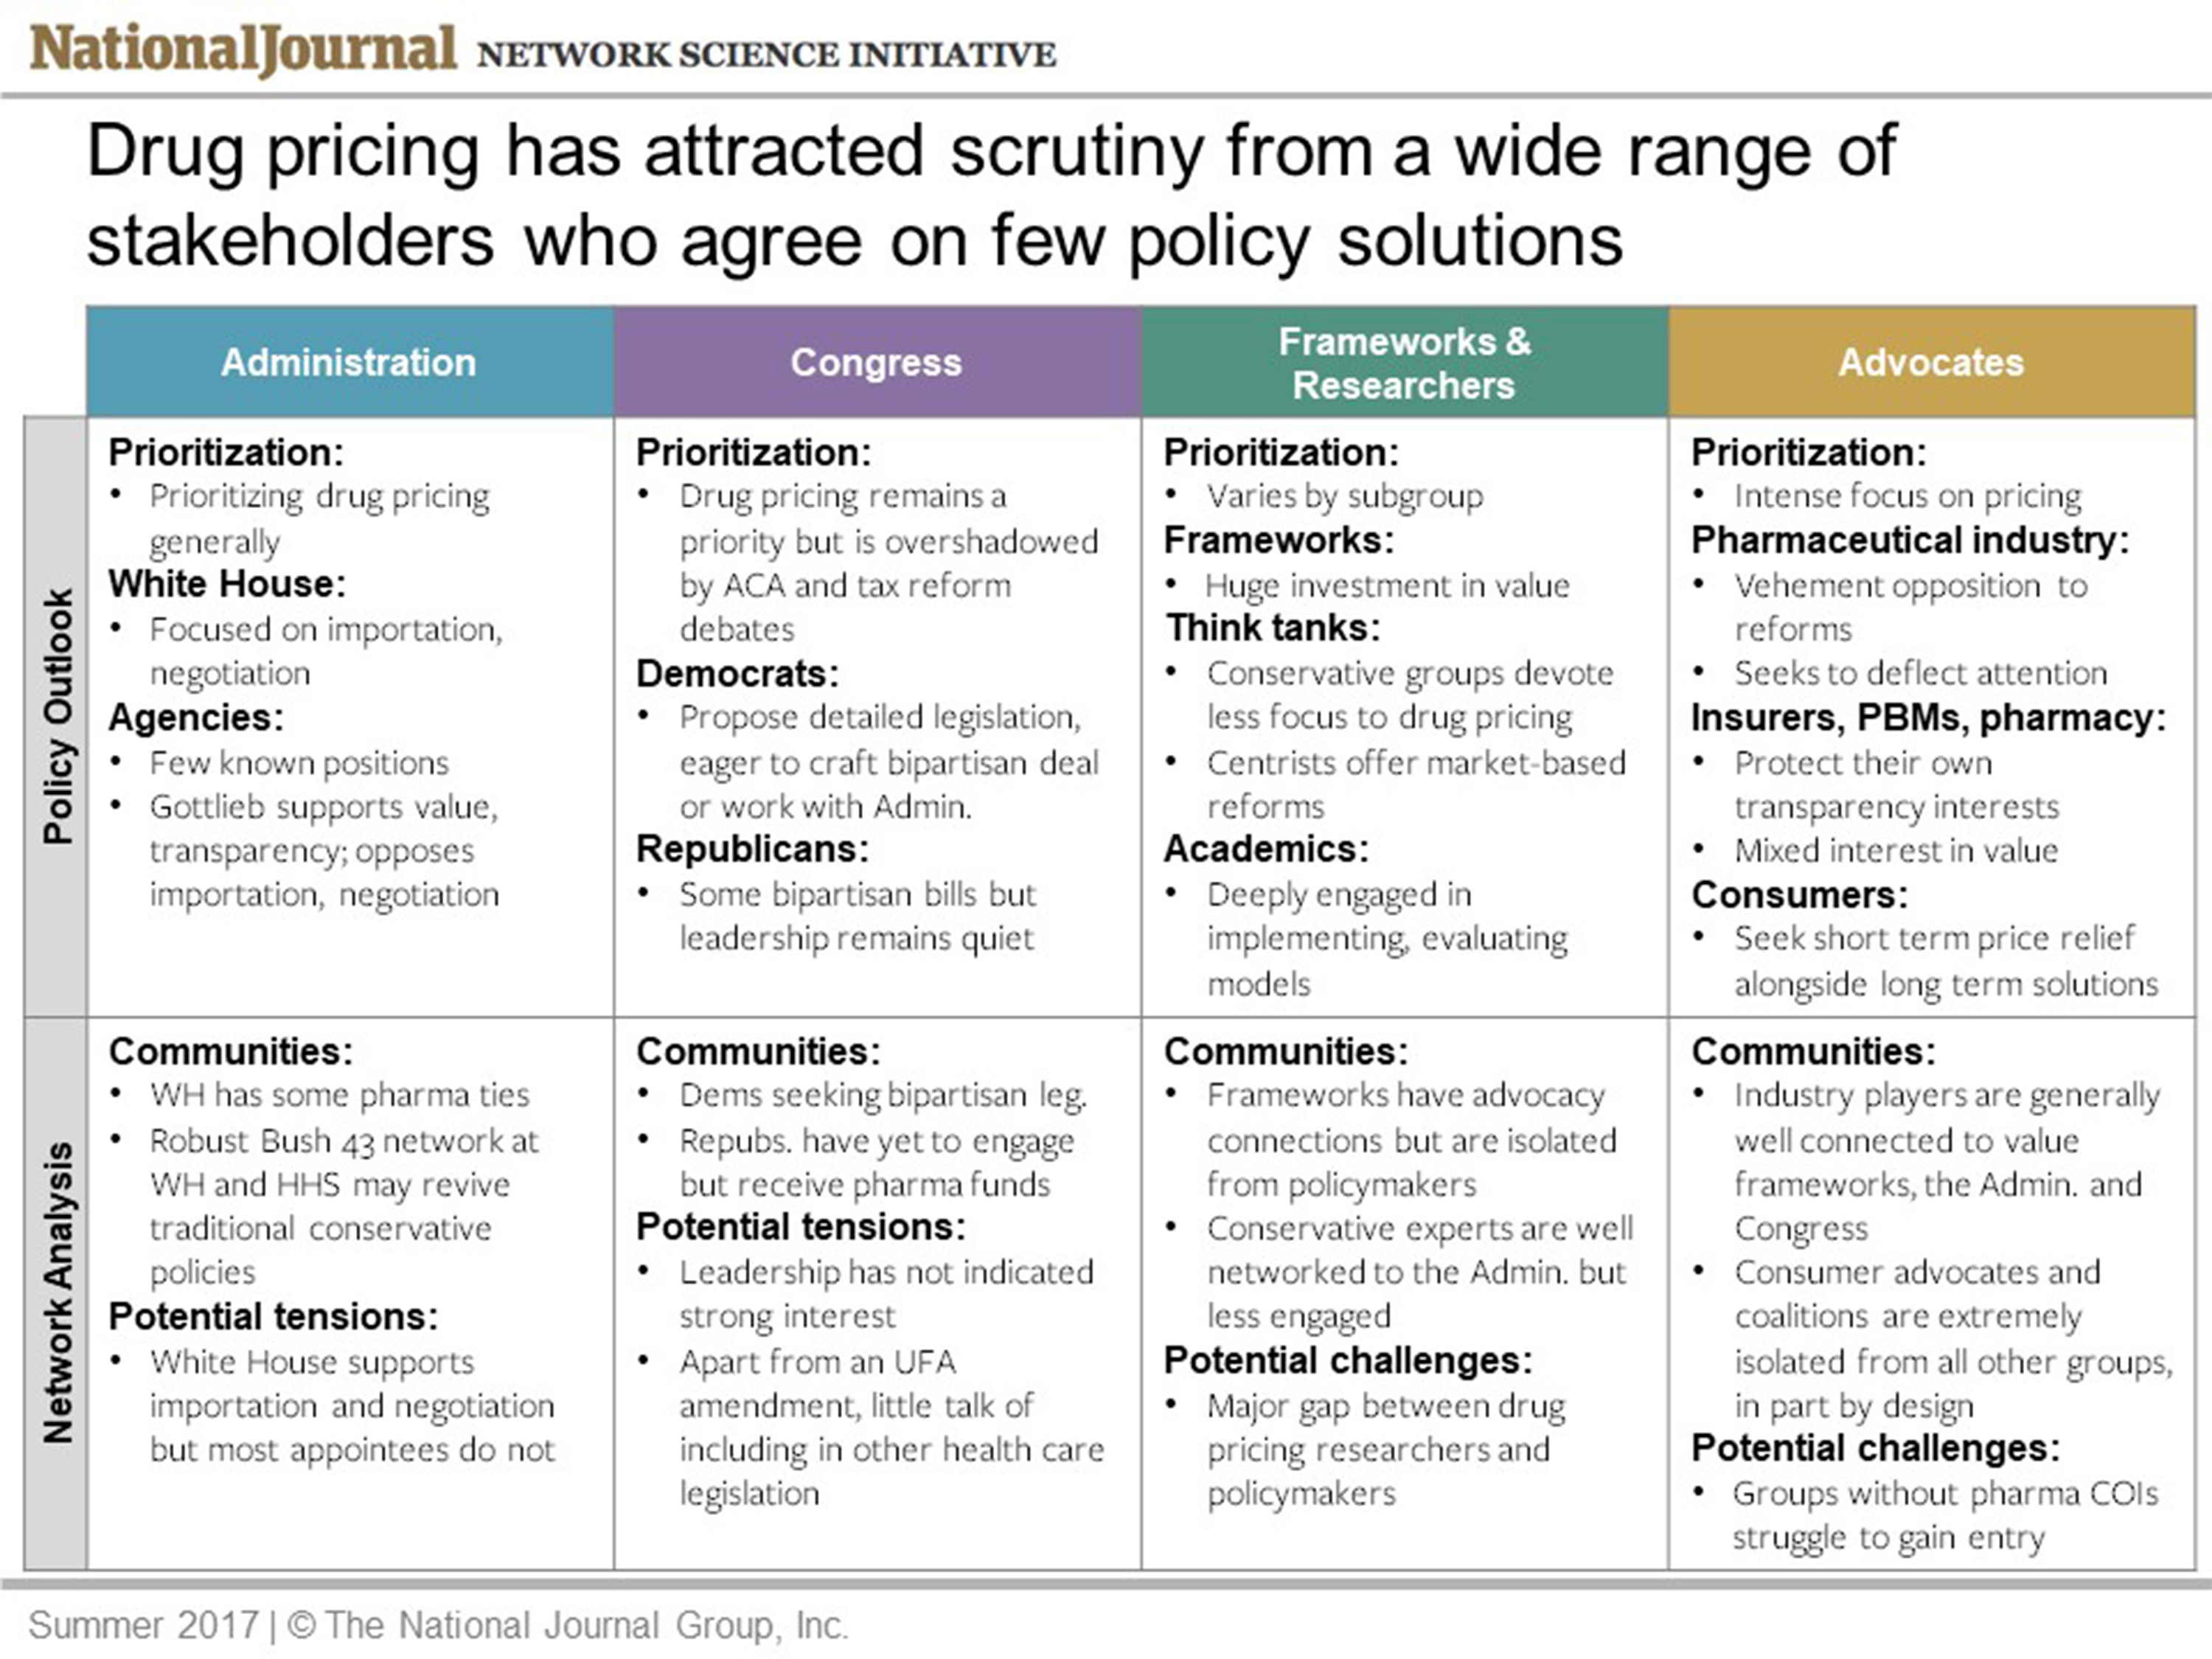 NationalJournal NETWORK SCIENCE INITIATIVE
Drug pricing has attracted scrutiny from a wide range of
stakeholders who agree on few policy solutions
Administration
Congress
Frameworks &
Researchers
Advocates
Policy Outlook
Prioritization:
• Prioritizing drug pricing
generally
White House:
• Focused on importation,
negotiation
Agencies:
• Few known positions
• Gottlieb supports value,
transparency; opposes
importation, negotiation
Prioritization:
• Drug pricing remains a
priority but is overshadowed
by ACA and tax reform
debates
Democrats:
• Propose detailed legislation,
eager to craft bipartisan deal
or work with Admin.
Republicans:
• Some bipartisan bills but
leadership remains quiet
Prioritization:
• Varies by subgroup
Frameworks:
• Huge investment in value
Think tanks:
• Conservative groups devote
less focus to drug pricing
• Centrists offer market-based
reforms
Academics:
• Deeply engaged in
implementing, evaluating
models
Prioritization:
• Intense focus on pricing
Pharmaceutical industry:
• Vehement opposition to
reforms
• Seeks to deflect attention
Insurers, PBMs, pharmacy:
• Protect their own
transparency interests
• Mixed interest in value
Consumers:
• Seek short term price relief
alongside long term solutions
Network Analysis
Communities:
• WH has some pharma ties
• Robust Bush 43 network at
WH and HHS may revive
traditional conservative
policies
Potential tensions:
• White House supports
importation and negotiation
but most appointees do not
Communities:
• Dems seeking bipartisan leg.
• Repubs. have yet to engage
but receive pharma funds
Potential tensions:
• Leadership has not indicated
strong interest
• Apart from an UFA
amendment, little talk of
including in other health care
legislation
Communities:
• Frameworks have advocacy
connections but are isolated
from policymakers
• Conservative experts are well
networked to the Admin. but
less engaged
Potential challenges:
• Major gap between drug
pricing researchers and
policymakers
Communities:
• Industry players are generally
well connected to value
frameworks, the Admin. and
Congress
• Consumer advocates and
coalitions are extremely
isolated from all other groups,
in part by design
Potential challenges:
• Groups without pharma COIs
struggle to gain entry
Summer 2017 | © The National Journal Group, Inc.